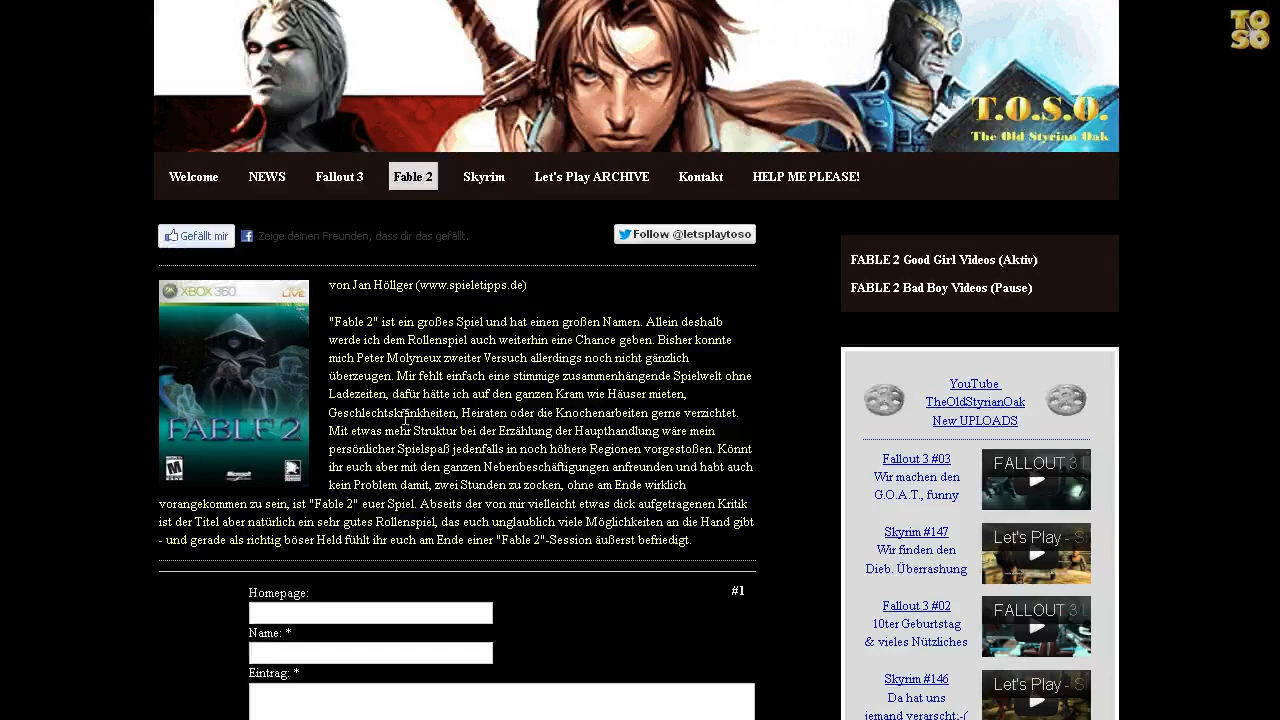 TO
SO
T.O.S.O.
The Old Styrian Oak
Welcome
NEWS
Fallout 3
Fable 2
Skyrim
Let's Play ARCHIVE
Kontakt
HELP ME PLEASE!
Gefällt mir
Zeige deinen Freunden, dass dir das gefällt.
Follow @letsplaytoso
XBOX 360
LIVE
FABLE 2
M
Microsoft
von Jan Höllger (www.spieletipps.de)
"Fable 2" ist ein großes Spiel und hat einen großen Namen. Allein deshalb
werde ich dem Rollenspiel auch weiterhin eine Chance geben. Bisher konnte
mich Peter Molyneux zweiter Versuch allerdings noch nicht gänzlich
überzeugen. Mir fehlt einfach eine stimmige zusammenhängende Spielwelt ohne
Ladezeiten, dafür hätte ich auf den ganzen Kram wie Häuser mieten,
Geschlechtskränkheiten, Heiraten oder die Knochenarbeiten gerne verzichtet.
Mit etwas mehr Struktur bei der Erzählung der Haupthandlung wäre mein
persönlicher Spielspaß jedenfalls in noch höhere Regionen vorgestoßen. Könnt
ihr euch aber mit den ganzen Nebenbeschäftigungen anfreunden und habt auch
kein Problem damit, zwei Stunden zu zocken, ohne am Ende wirklich
vorangekommen zu sein, ist "Fable 2" euer Spiel. Abseits der von mir vielleicht etwas dick aufgetragenen Kritik
ist der Titel aber natürlich ein sehr gutes Rollenspiel, das euch unglaublich viele Möglichkeiten an die Hand gibt
- und gerade als richtig böser Held fühlt ihr euch am Ende einer "Fable 2"-Session äußerst befriedigt.
#1
Homepage:
Name: *
Eintrag: *
FABLE 2 Good Girl Videos (Aktiv)
FABLE 2 Bad Boy Videos (Pause)
YouTube
TheOldStyrianOak
New UPLOADS
Fallout 3 #03
Wir machen den
G.O.A.T., funny
FALLOUT 3 L
Skyrim #147
Wir finden den
Dieb. Überrashung
Let's Play - S
Fallout 3 #02
10ter Geburtstag
& vieles Nützliches
FALLOUT 3 L
Skyrim #146
Da hat uns
jemand verarscht;-(
Let's Play - S